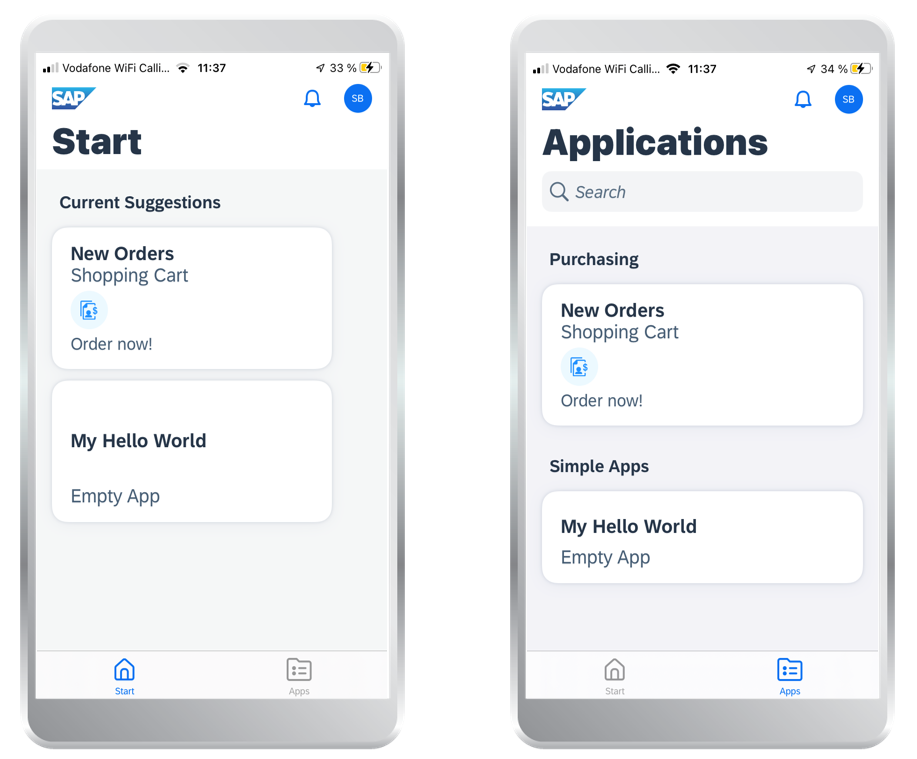 Vodafone WiFi Calli... 11:37 33 %
SAP
SB
Start
Current Suggestions
New Orders
Shopping Cart
$
Order now!
My Hello World
Empty App
Start
Apps
Vodafone WiFi Calli... 11:37 34 %
SAP
SB
Applications
Search
Purchasing
New Orders
Shopping Cart
$
Order now!
Simple Apps
My Hello World
Empty App
Start
Apps